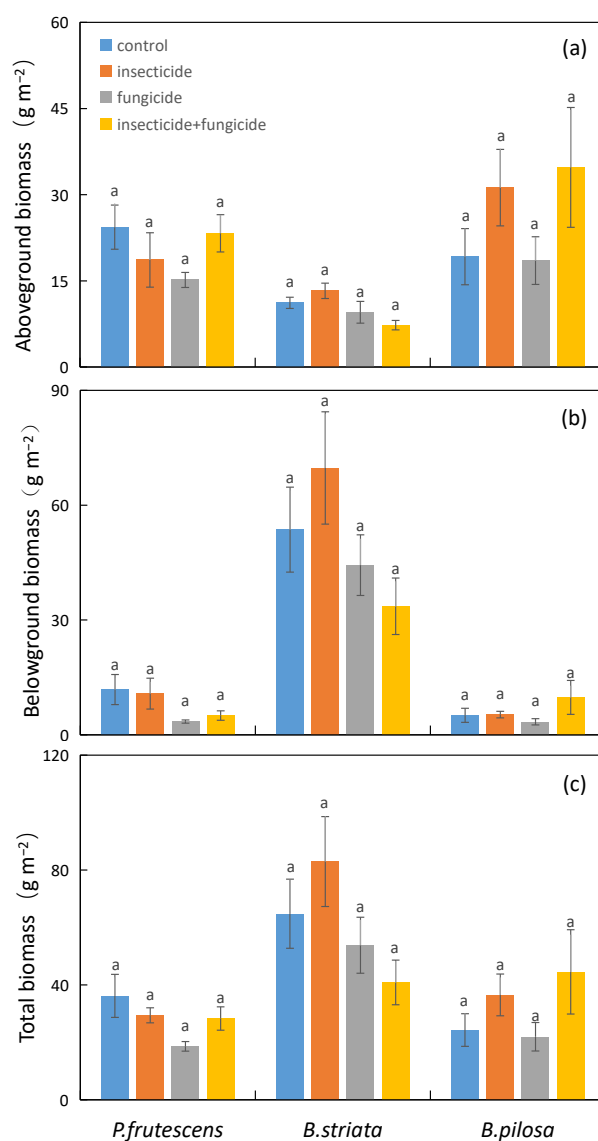 60
(a)
control
insecticide
fungicide
insecticide+fungicide
a a a a a a a a a a a a
45
30
15
0
Aboveground biomass（g m⁻²）
90
(b)
a a a a a a a a a a a a
60
30
0
Belowground biomass（g m⁻²）
120
(c)
a a a a a a a a a a a a
80
40
0
Total biomass（g m⁻²）
P.frutescens B.striata B.pilosa